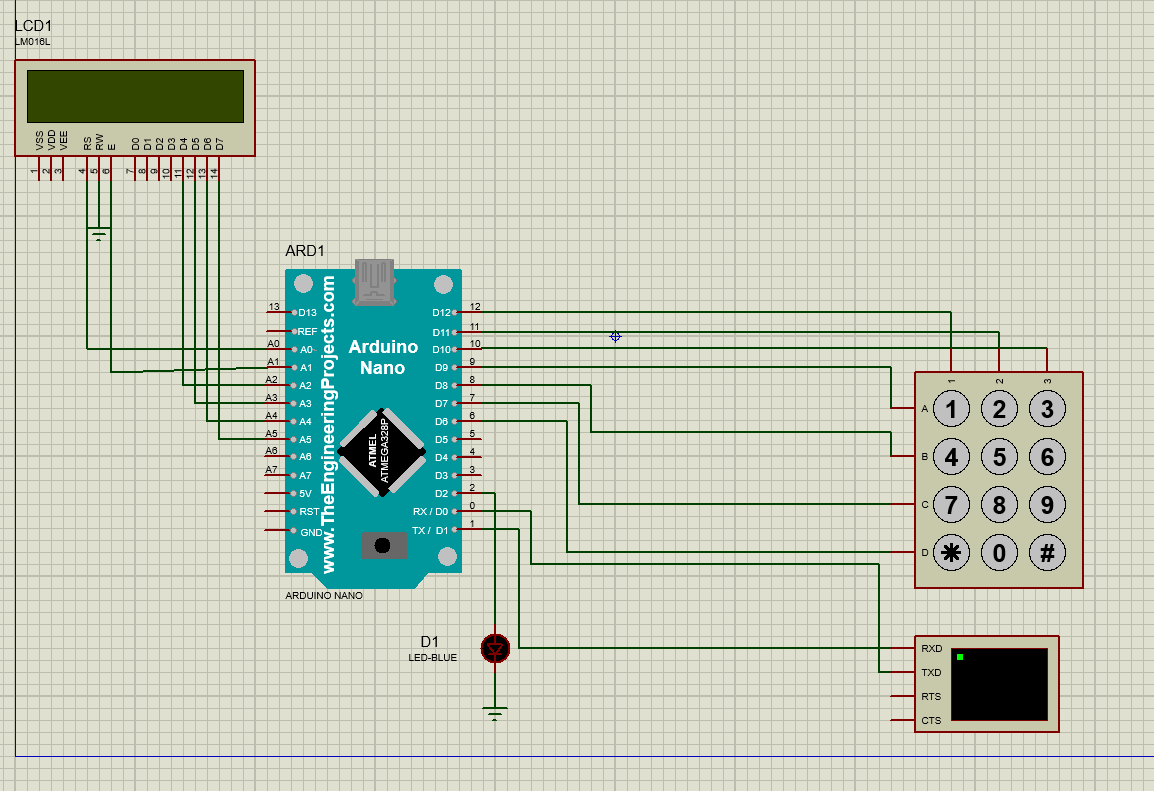 LCD1
LM016L
VSS VDD VEE RS RW E D0 D1 D2 D3 D4 D5 D6 D7
1 2 3 4 5 6 7 8 9 10 11 12 13 14
ARD1
13 D13 D12 12
REF D11 11
A0 A0 D10 10
A1 A1 D9 9
A2 A2 D8 8
A3 A3 D7 7
A4 A4 D6 6
A5 A5 D5 5
A6 A6 D4 4
A7 A7 D3 3
5V D2 2
RST RX / D0 0
GND TX / D1 1
www.TheEngineeringProjects.com
Arduino
Nano
ATMEL
ATMEGA328P
ARDUINO NANO
1 2 3
A 1 2 3
B 4 5 6
C 7 8 9
D * 0 #
D1
LED-BLUE
RXD
TXD
RTS
CTS